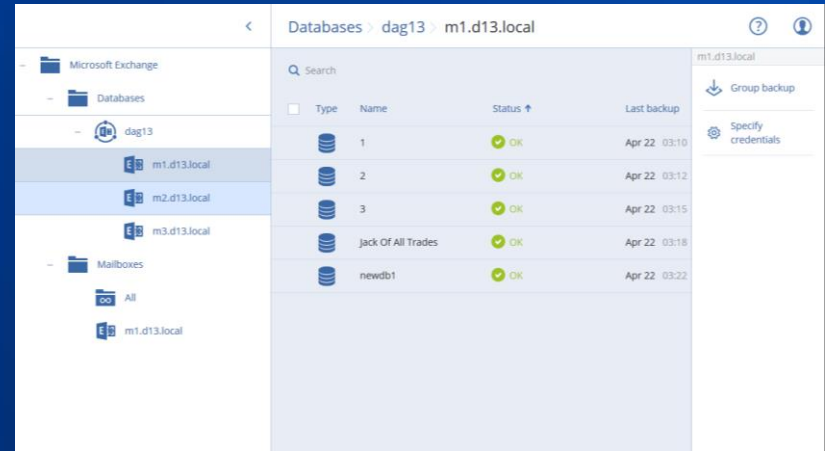 Databases dag13 m1.d13.local
Microsoft Exchange
Databases
dag13
m1.d13.local
m2.d13.local
m3.d13.local
Mailboxes
All
m1.d13.local
Search
Type Name Status Last backup
1 OK Apr 22 03:10
2 OK Apr 22 03:12
3 OK Apr 22 03:15
Jack Of All Trades OK Apr 22 03:18
newdb1 OK Apr 22 03:22
m1.d13.local
Group backup
Specify
credentials